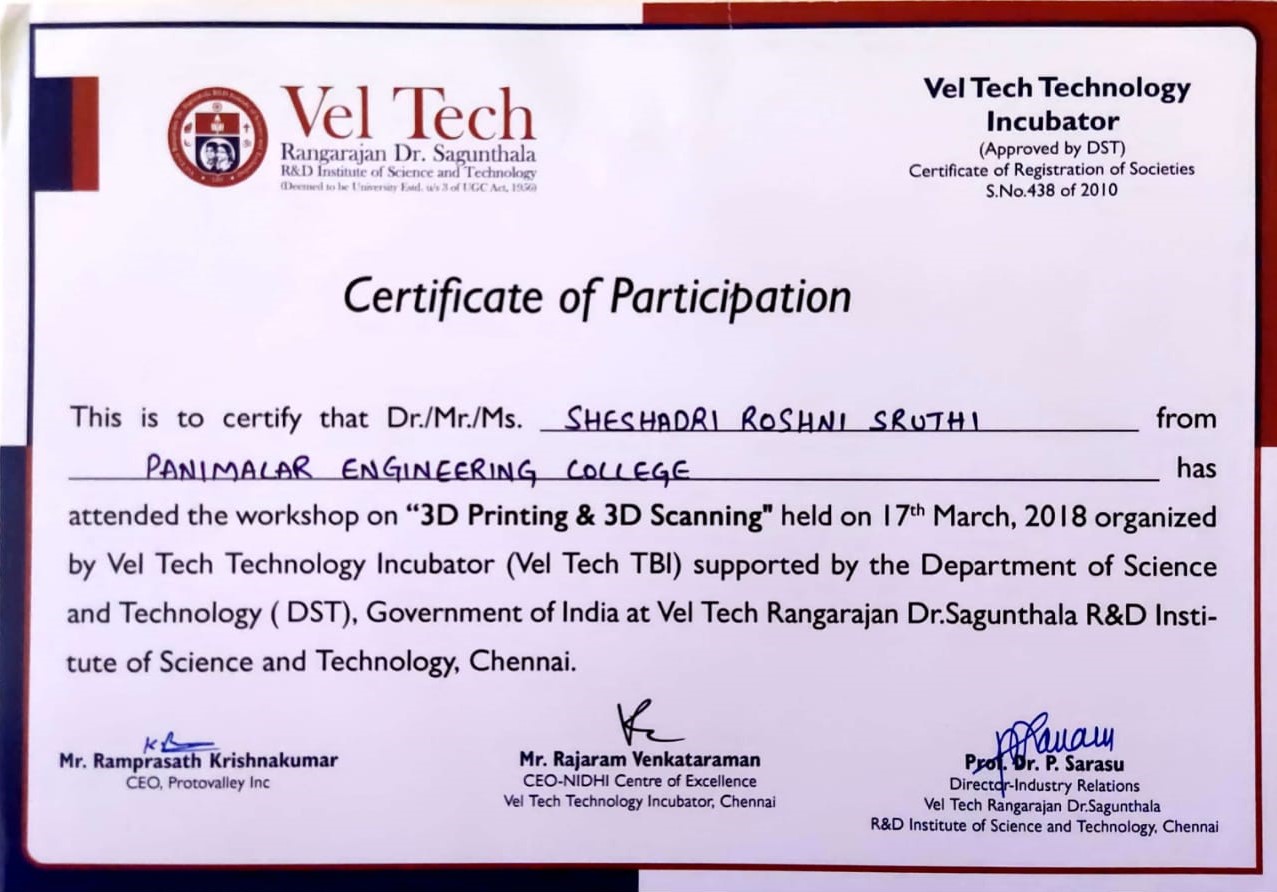 Vel Tech
Rangarajan Dr. Sagunthala
R&D Institute of Science and Technology
(Deemed to be University Estd. u/s 3 of UGC Act, 1956)
Vel Tech Technology
Incubator
(Approved by DST)
Certificate of Registration of Societies
S.No.438 of 2010
Certificate of Participation
This is to certify that Dr./Mr./Ms. SHESHADRI ROSHNI SRUTHI from
PANIMALAR ENGINEERING COLLEGE has
attended the workshop on “3D Printing & 3D Scanning" held on 17th March, 2018 organized
by Vel Tech Technology Incubator (Vel Tech TBI) supported by the Department of Science
and Technology ( DST), Government of India at Vel Tech Rangarajan Dr.Sagunthala R&D Insti-
tute of Science and Technology, Chennai.
Mr. Ramprasath Krishnakumar
CEO, Protovalley Inc
Mr. Rajaram Venkataraman
CEO-NIDHI Centre of Excellence
Vel Tech Technology Incubator, Chennai
Prof. Dr. P. Sarasu
Director-Industry Relations
Vel Tech Rangarajan Dr.Sagunthala
R&D Institute of Science and Technology, Chennai